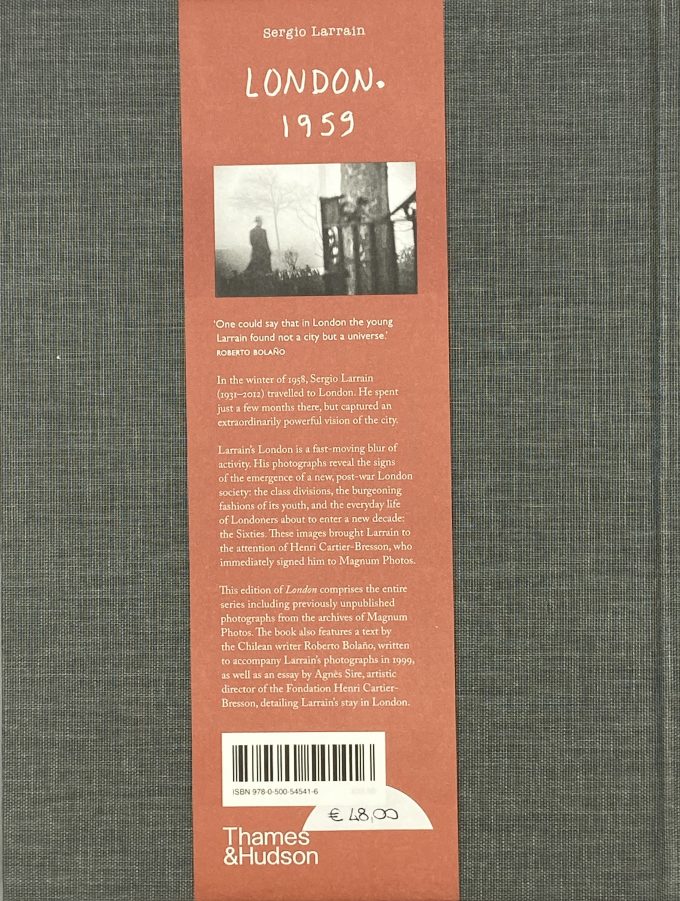 Sergio Larrain
LONDON.
1959
‘One could say that in London the young
Larrain found not a city but a universe.’
ROBERTO BOLAÑO
In the winter of 1958, Sergio Larrain
(1931–2012) travelled to London. He spent
just a few months there, but captured an
extraordinarily powerful vision of the city.
Larrain’s London is a fast-moving blur of
activity. His photographs reveal the signs
of the emergence of a new, post-war London
society: the class divisions, the burgeoning
fashions of its youth, and the everyday life
of Londoners about to enter a new decade:
the Sixties. These images brought Larrain to
the attention of Henri Cartier-Bresson, who
immediately signed him to Magnum Photos.
This edition of London comprises the entire
series including previously unpublished
photographs from the archives of Magnum
Photos. The book also features a text by
the Chilean writer Roberto Bolaño, written
to accompany Larrain’s photographs in 1999,
as well as an essay by Agnès Sire, artistic
director of the Fondation Henri Cartier-
Bresson, detailing Larrain’s stay in London.
ISBN 978-0-500-54541-6
€ 48,00
Thames
&Hudson